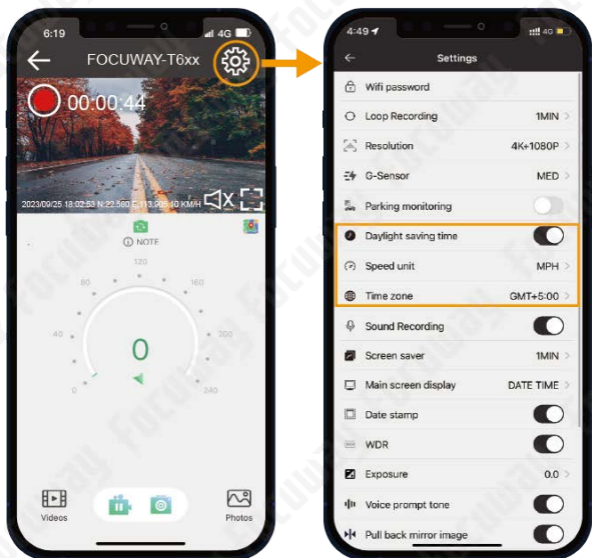 6:19
4G
FOCUWAY-T6xx
00:00:44
2023/09/25 18:02:53 N:22.560 E:113.905 40 KM/H
NOTE
120
80
160
40
200
0
0
240
Videos
Photos
4:49
4G
Settings
Wifi password
Loop Recording 1MIN >
Resolution 4K+1080P >
G-Sensor MED >
Parking monitoring
Daylight saving time
Speed unit MPH >
Time zone GMT+5:00 >
Sound Recording
Screen saver 1MIN >
Main screen display DATE TIME >
Date stamp
WDR
Exposure 0.0 >
Voice prompt tone
Pull back mirror image
Focuway